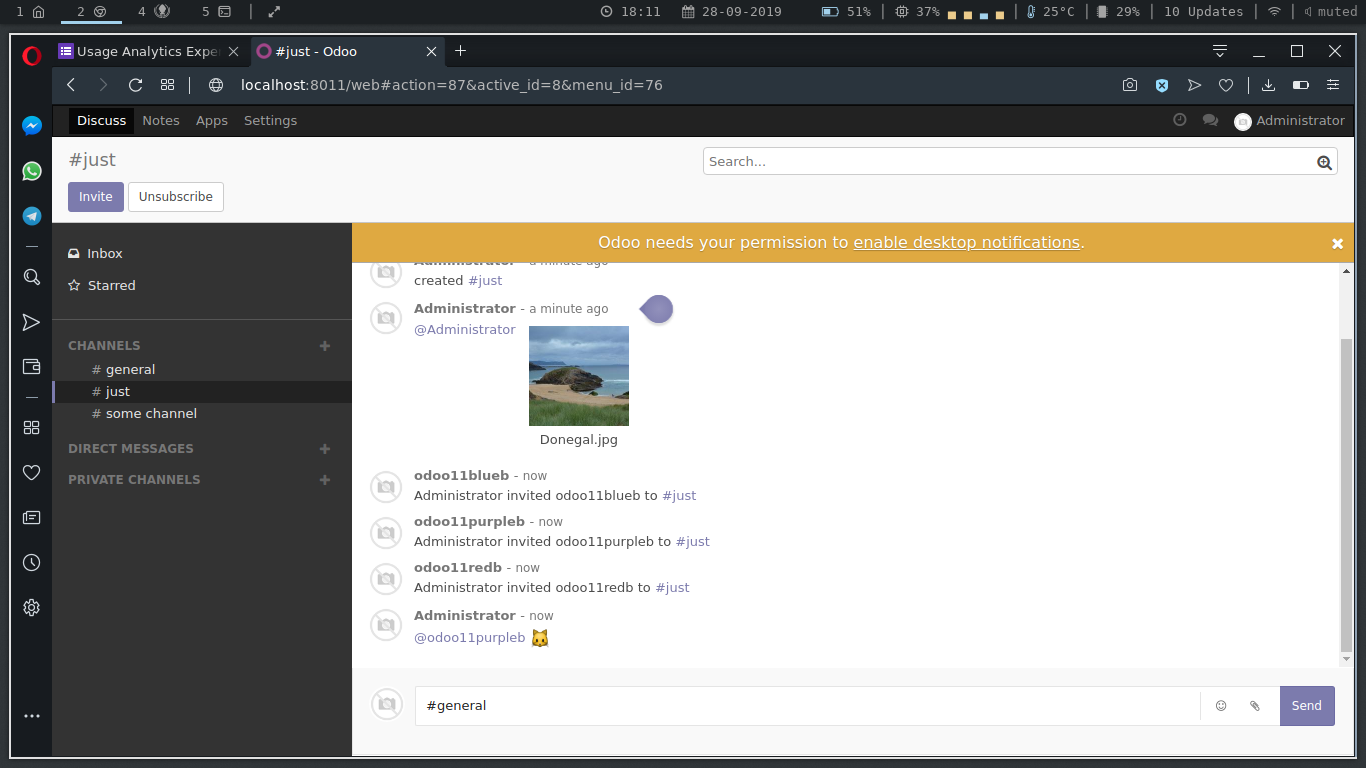 1 2 4 5 18:11 28-09-2019 51% 37% 25°C 29% 10 Updates muted
Usage Analytics Expe #just - Odoo
localhost:8011/web#action=87&active_id=8&menu_id=76
Discuss Notes Apps Settings Administrator
#just
Search...
Invite Unsubscribe
Odoo needs your permission to enable desktop notifications.
Inbox
Starred
CHANNELS
# general
# just
# some channel
DIRECT MESSAGES
PRIVATE CHANNELS
Administrator - a minute ago
created #just
Administrator - a minute ago
@Administrator
Donegal.jpg
odoo11blueb - now
Administrator invited odoo11blueb to #just
odoo11purpleb - now
Administrator invited odoo11purpleb to #just
odoo11redb - now
Administrator invited odoo11redb to #just
Administrator - now
@odoo11purpleb
#general
Send